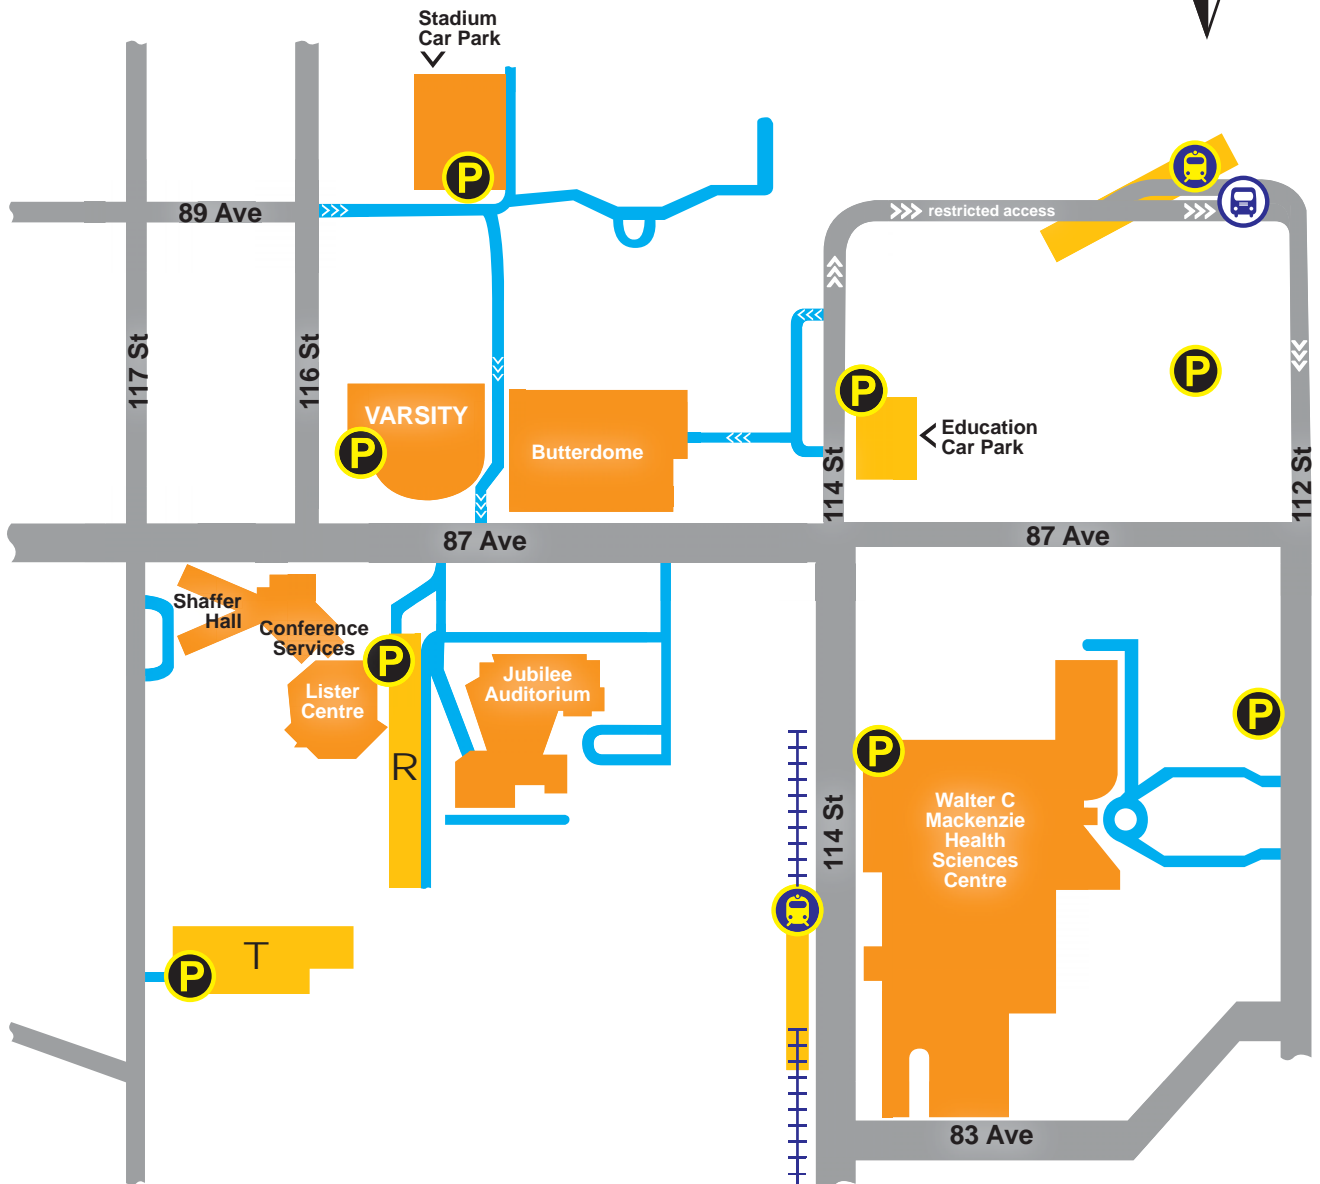 Stadium
Car Park
P
89 Ave
restricted access
117 St
116 St
P
P
VARSITY
P
Butterdome
Education
Car Park
114 St
112 St
87 Ave
87 Ave
Shaffer
Hall
Conference
Services
P
Lister
Centre
Jubilee
Auditorium
R
P
P
Walter C
Mackenzie
Health
Sciences
Centre
114 St
T
P
83 Ave